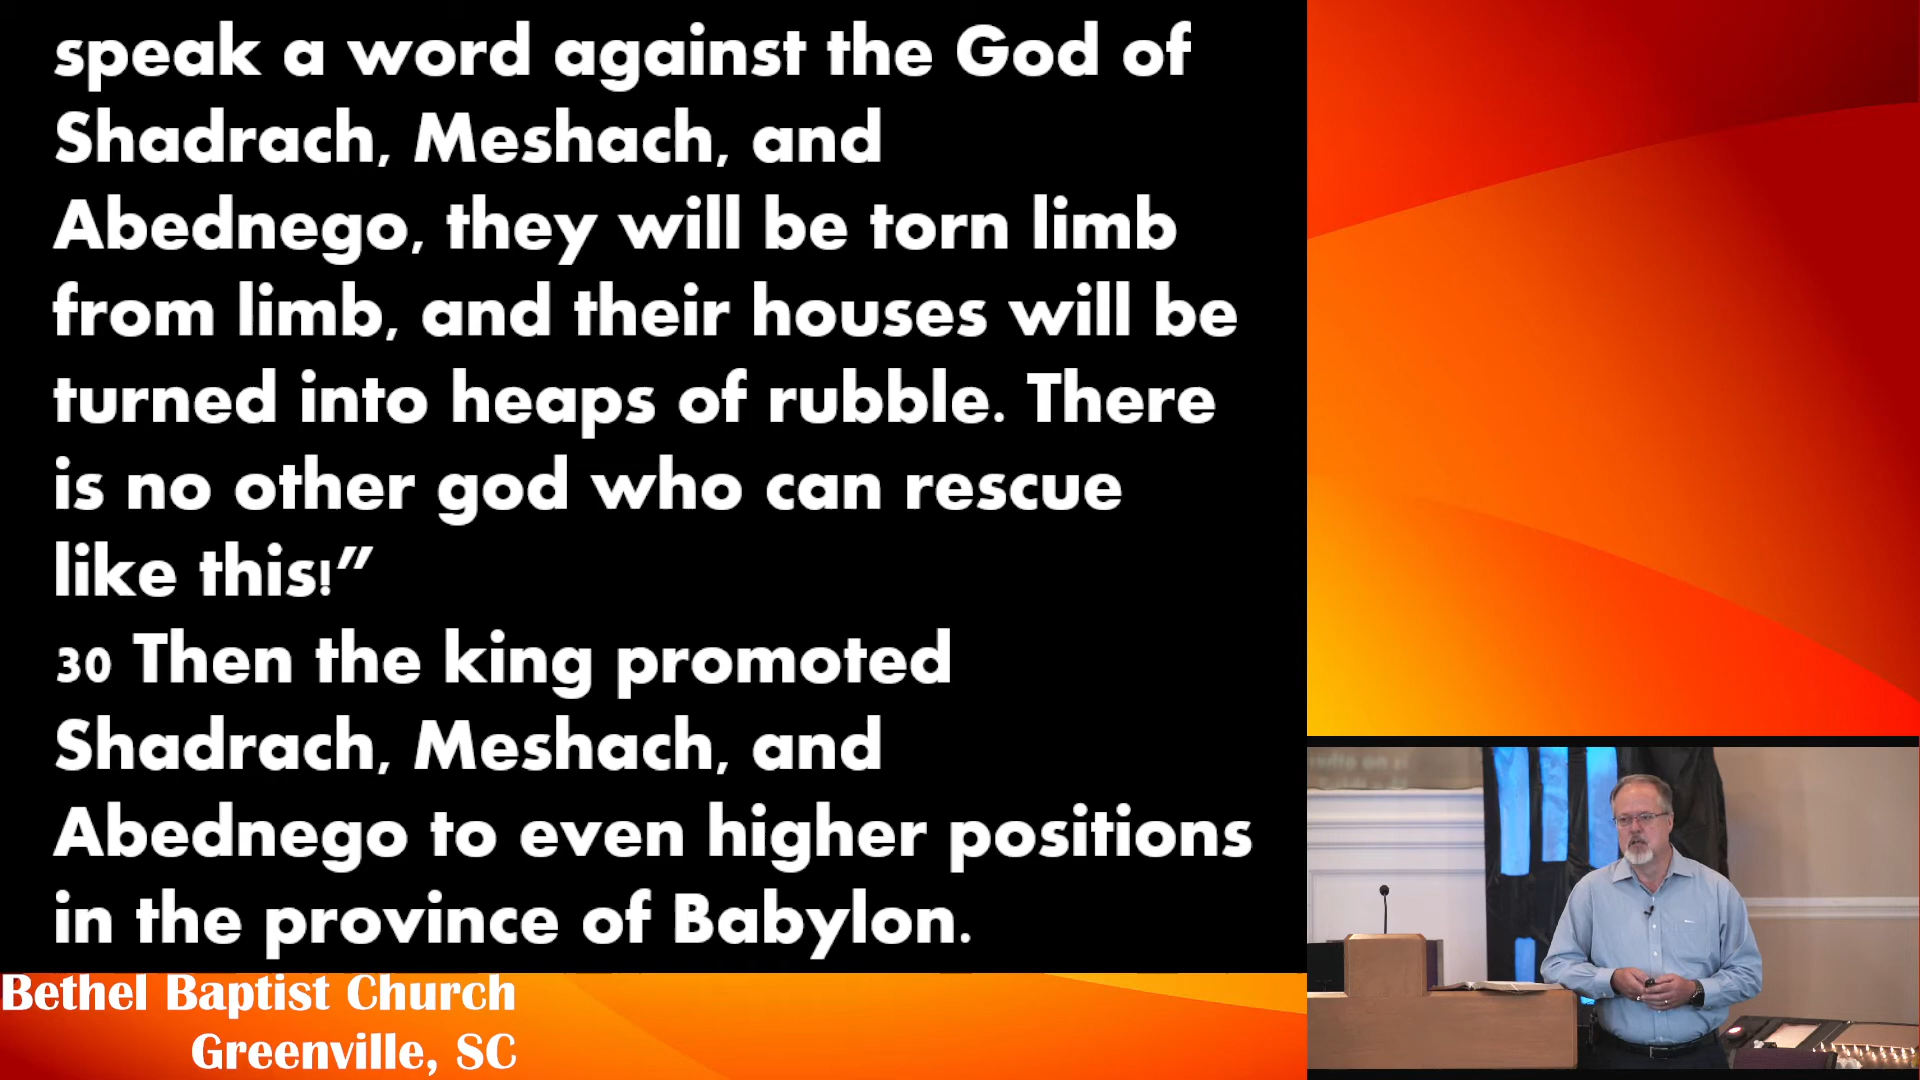 speak a word against the God of
Shadrach, Meshach, and
Abednego, they will be torn limb
from limb, and their houses will be
turned into heaps of rubble. There
is no other god who can rescue
like this!”
30 Then the king promoted
Shadrach, Meshach, and
Abednego to even higher positions
in the province of Babylon.
Bethel Baptist Church
Greenville, SC